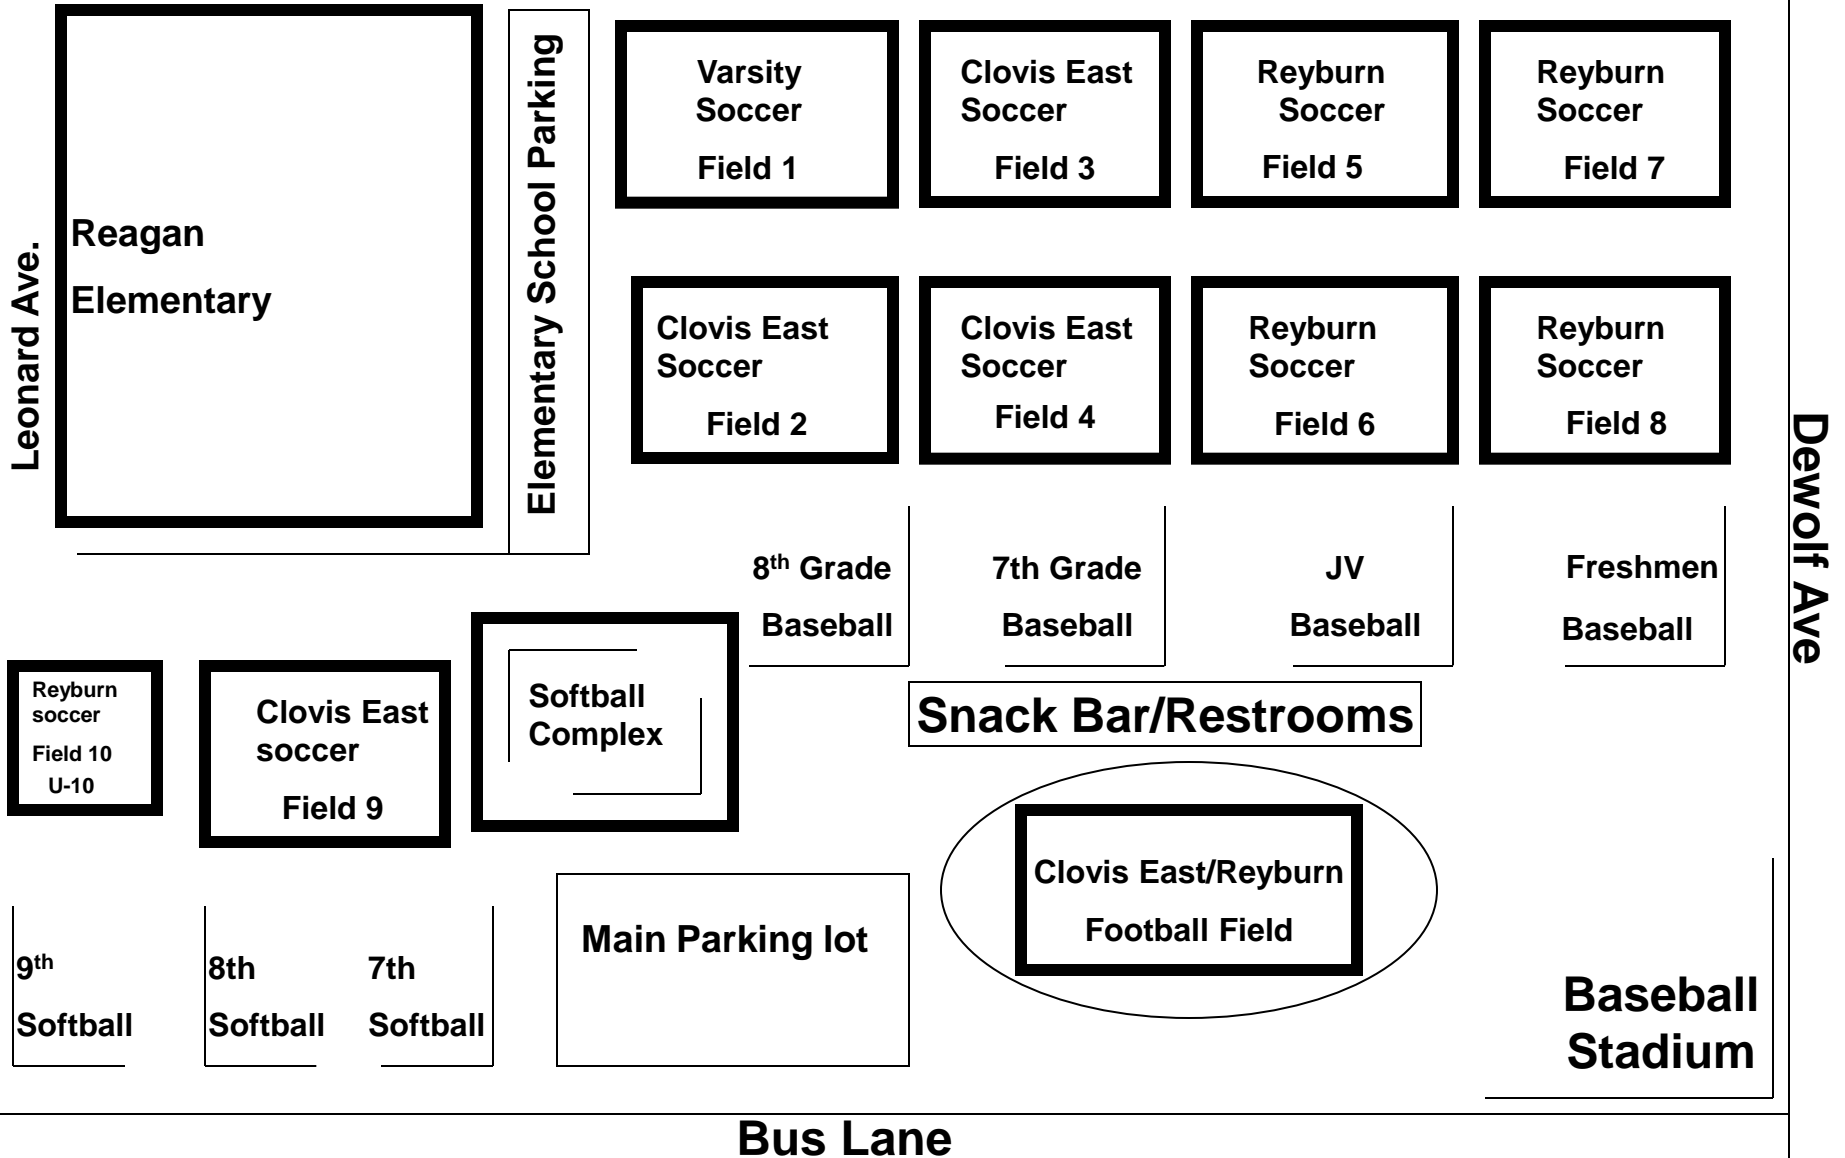 Leonard Ave.
Reagan
Elementary
Elementary School Parking
Varsity
Soccer
Field 1
Clovis East
Soccer
Field 3
Reyburn
Soccer
Field 5
Reyburn
Soccer
Field 7
Clovis East
Soccer
Field 2
Clovis East
Soccer
Field 4
Reyburn
Soccer
Field 6
Reyburn
Soccer
Field 8
Dewolf Ave
8th Grade
Baseball
7th Grade
Baseball
JV
Baseball
Freshmen
Baseball
Reyburn
soccer
Field 10
U-10
Clovis East
soccer
Field 9
Softball
Complex
Snack Bar/Restrooms
Clovis East/Reyburn
Football Field
9th
Softball
8th
Softball
7th
Softball
Main Parking lot
Baseball
Stadium
Bus Lane